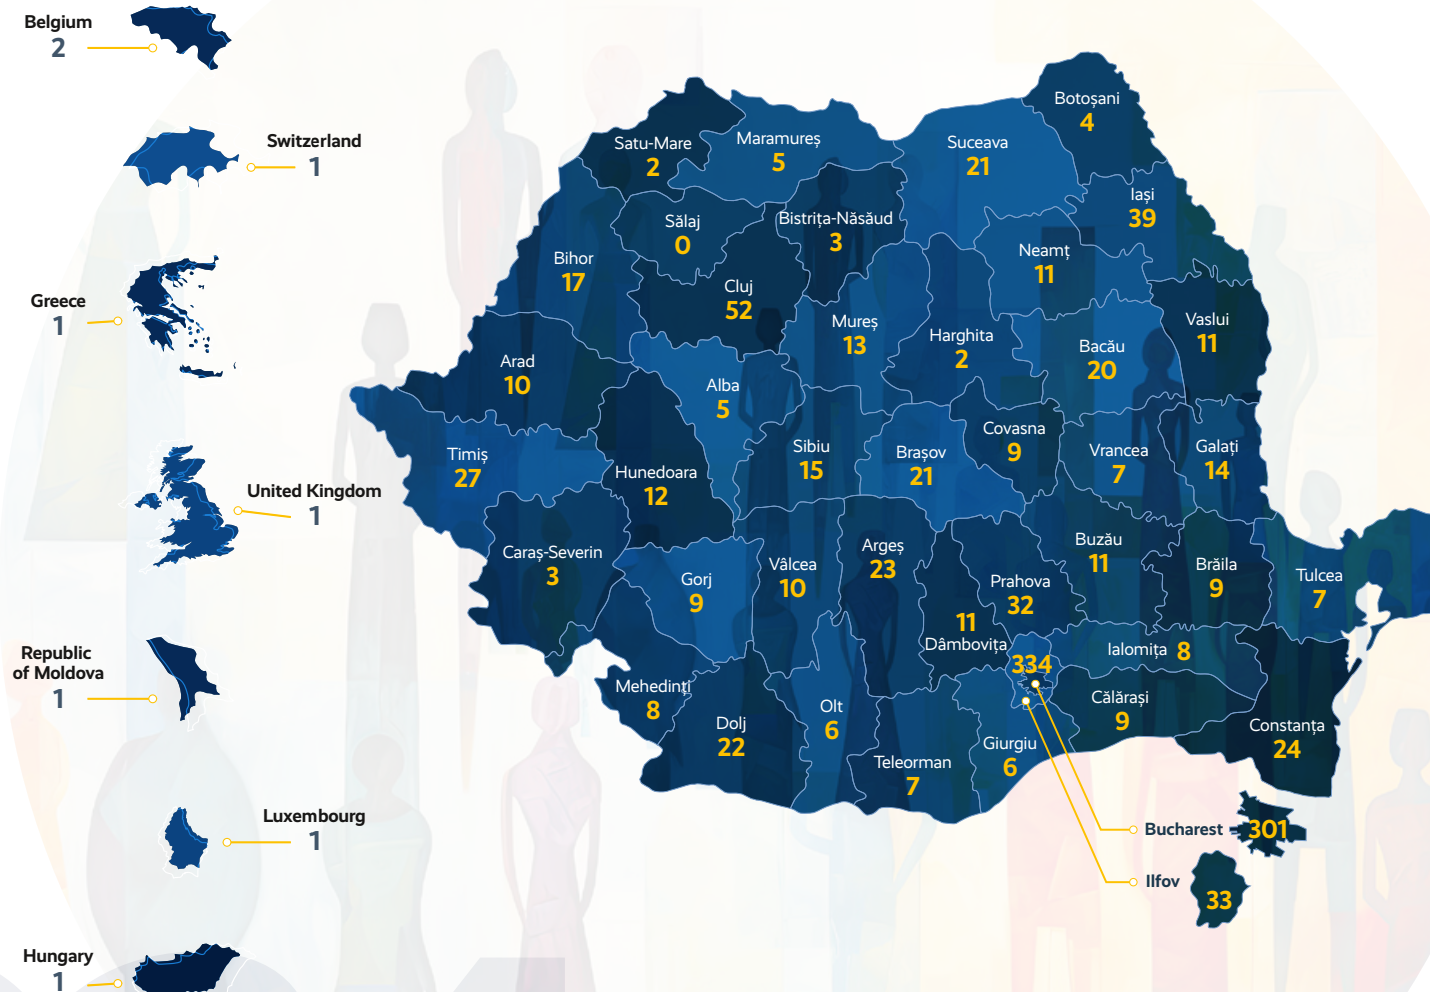 Belgium
2
Switzerland
1
Greece
1
United Kingdom
1
Republic
of Moldova
1
Luxembourg
1
Hungary
1
Botoșani
4
Satu-Mare
2
Maramureș
5
Suceava
21
Iași
39
Sălaj
0
Bistrița-Năsăud
3
Neamț
11
Bihor
17
Cluj
52
Mureș
13
Harghita
2
Bacău
20
Vaslui
11
Arad
10
Alba
5
Timiș
27
Hunedoara
12
Sibiu
15
Brașov
21
Covasna
9
Vrancea
7
Galați
14
Caraș-Severin
3
Gorj
9
Vâlcea
10
Argeș
23
Prahova
32
Buzău
11
Brăila
9
Tulcea
7
11
Dâmbovița
334
Ialomița 8
Mehedinți
8
Dolj
22
Olt
6
Teleorman
7
Giurgiu
6
Călărași
9
Constanța
24
Bucharest 301
Ilfov
33